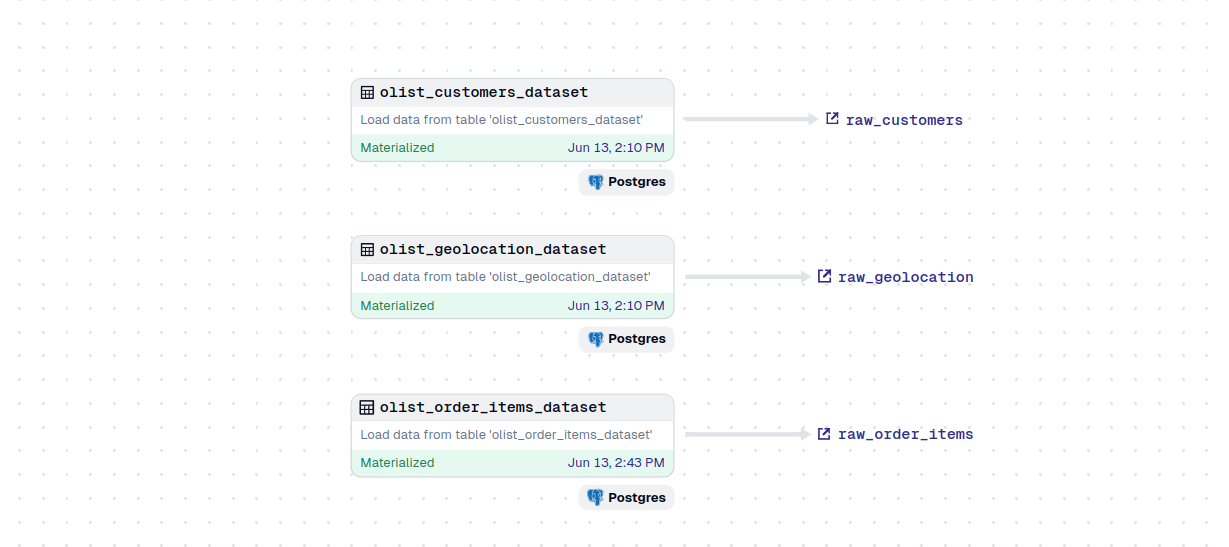 olist_customers_dataset
Load data from table 'olist_customers_dataset'
Materialized Jun 13, 2:10 PM
Postgres
raw_customers
olist_geolocation_dataset
Load data from table 'olist_geolocation_dataset'
Materialized Jun 13, 2:10 PM
Postgres
raw_geolocation
olist_order_items_dataset
Load data from table 'olist_order_items_dataset'
Materialized Jun 13, 2:43 PM
Postgres
raw_order_items